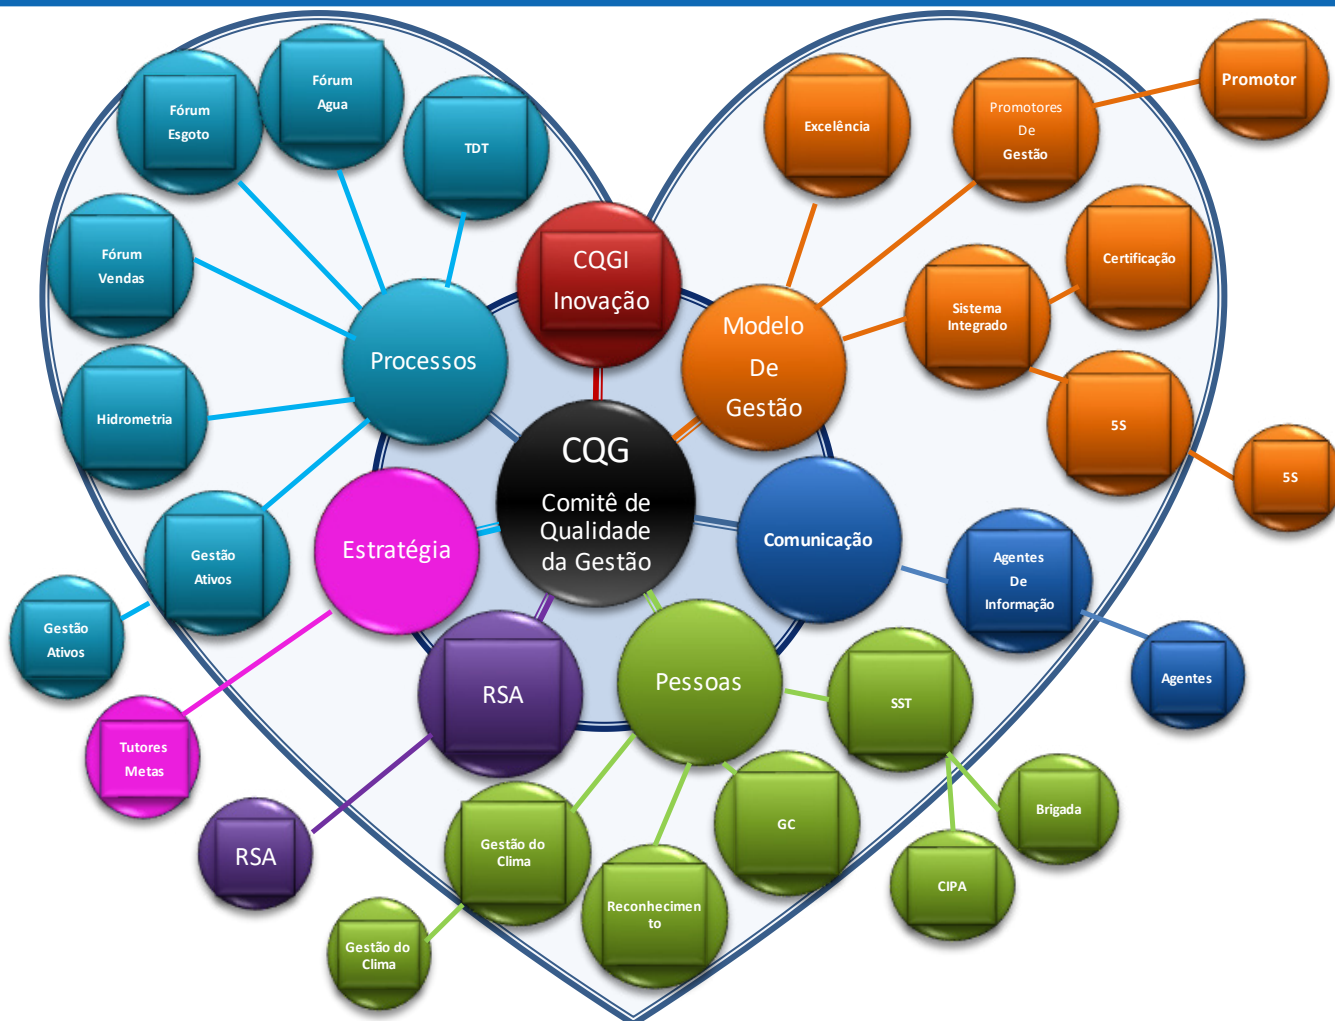 Fórum
Agua
Fórum
Esgoto
TDT
Fórum
Vendas
Hidrometria
Gestão
Ativos
Gestão
Ativos
Processos
CQGI
Inovação
Modelo
De
Gestão
Excelência
Promotores
De
Gestão
Promotor
Certificação
Sistema
Integrado
5S
5S
CQG
Comitê de
Qualidade
da Gestão
Estratégia
Tutores
Metas
Comunicação
Agentes
De
Informação
Agentes
RSA
RSA
Pessoas
SST
Brigada
CIPA
GC
Reconhecimen
to
Gestão do
Clima
Gestão do
Clima